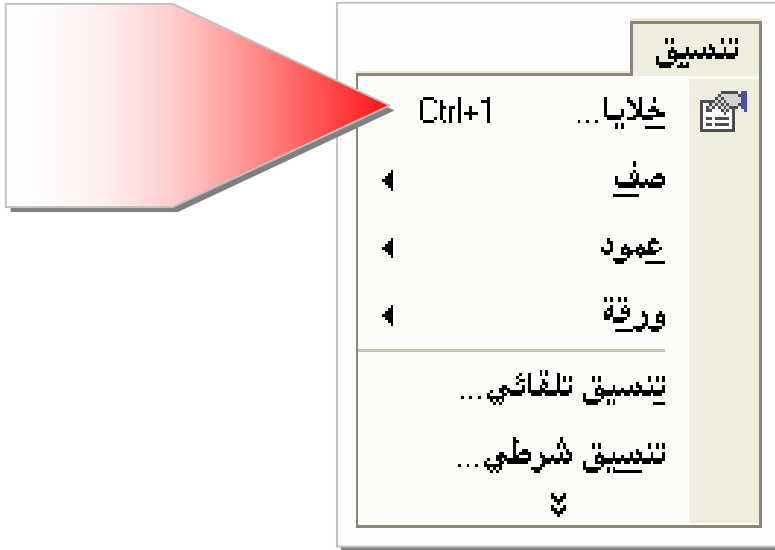 تنسيق
خلايا... Ctrl+1
صف
عمود
ورقة
تنسيق تلقائي...
تنسيق شرطي...